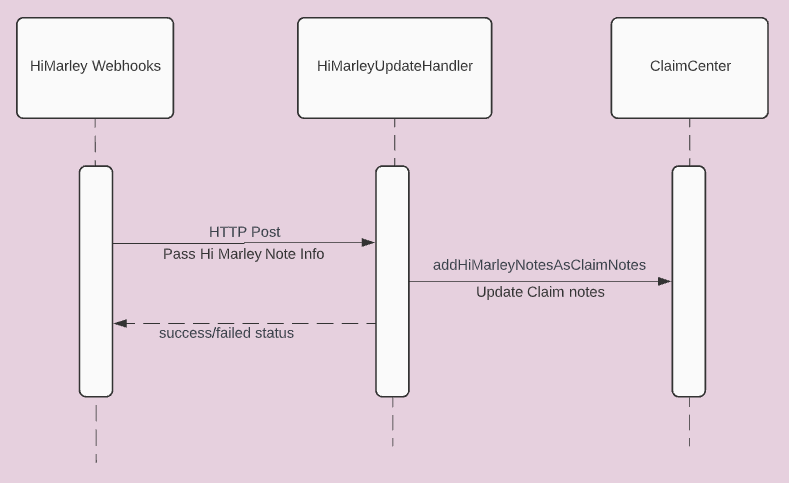 HiMarley Webhooks
HiMarleyUpdateHandler
ClaimCenter
HTTP Post
Pass Hi Marley Note Info
addHiMarleyNotesAsClaimNotes
Update Claim notes
success/failed status